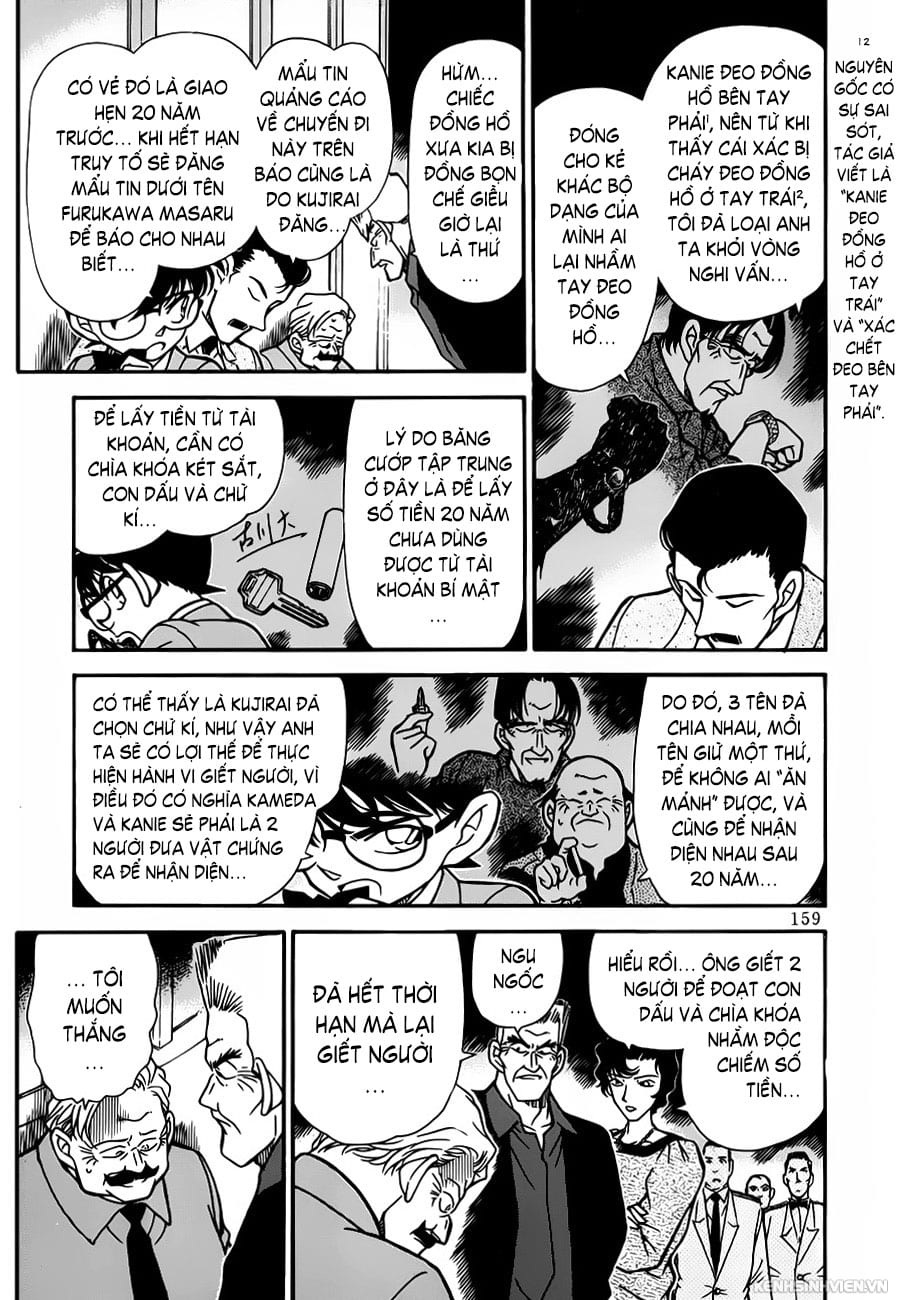 KANIE ĐEO ĐỒNG
HỒ BÊN TAY
PHẢI¹, NÊN TỪ KHI
THẤY CÁI XÁC BỊ
CHÁY ĐEO ĐỒNG
HỒ Ở TAY TRÁI²,
TÔI ĐÃ LOẠI ANH
TA KHỎI VÒNG
NGHI VẤN...
ĐÓNG
CHO KẺ
KHÁC BỘ
DẠNG CỦA
MÌNH AI
LẠI NHẦM
TAY ĐEO
ĐỒNG
HỒ...
HỪM...
CHIẾC
ĐỒNG HỒ
XƯA KIA BỊ
ĐỒNG BỌN
CHẾ GIỄU
GIỜ LẠI
LÀ THỨ
...
MẨU TIN
QUẢNG CÁO
VỀ CHUYẾN ĐI
NÀY TRÊN
BÁO CŨNG LÀ
DO KUJIRAI
ĐĂNG...
CÓ VẺ ĐÓ LÀ GIAO
HẸN 20 NĂM
TRƯỚC... KHI HẾT HẠN
TRUY TỐ SẼ ĐĂNG
MẨU TIN DƯỚI TÊN
FURUKAWA MASARU
ĐỂ BÁO CHO NHAU
BIẾT...
12
NGUYÊN
GỐC CÓ
SỰ SAI
SÓT,
TÁC GIẢ
VIẾT LÀ
"KANIE
ĐEO
ĐỒNG
HỒ Ở
TAY
TRÁI"
VÀ "XÁC
CHẾT
ĐEO BÊN
TAY
PHẢI".
LÝ DO BĂNG
CƯỚP TẬP TRUNG
Ở ĐÂY LÀ ĐỂ LẤY
SỐ TIỀN 20 NĂM
CHƯA DÙNG
ĐƯỢC TỪ TÀI
KHOẢN BÍ MẬT
...
ĐỂ LẤY TIỀN TỪ TÀI
KHOẢN, CẦN CÓ
CHÌA KHÓA KÉT SẮT,
CON DẤU VÀ CHỮ
KÍ...
古川大
DO ĐÓ, 3 TÊN ĐÃ
CHIA NHAU, MỖI
TÊN GIỮ MỘT THỨ,
ĐỂ KHÔNG AI "ĂN
MẢNH" ĐƯỢC, VÀ
CŨNG ĐỂ NHẬN
DIỆN NHAU SAU
20 NĂM...
CÓ THỂ THẤY LÀ KUJIRAI ĐÃ
CHỌN CHỮ KÍ, NHƯ VẬY ANH
TA SẼ CÓ LỢI THẾ ĐỂ THỰC
HIỆN HÀNH VI GIẾT NGƯỜI, VÌ
ĐIỀU ĐÓ CÓ NGHĨA KAMEDA
VÀ KANIE SẼ PHẢI LÀ 2
NGƯỜI ĐƯA VẬT CHỨNG
RA ĐỂ NHẬN DIỆN...
159
HIỂU RỒI... ÔNG GIẾT 2
NGƯỜI ĐỂ ĐOẠT CON
DẤU VÀ CHÌA KHÓA
NHẰM ĐỘC
CHIẾM SỐ
TIỀN...
NGU
NGỐC
...
ĐÃ HẾT THỜI
HẠN MÀ LẠI
GIẾT NGƯỜI
...
... TÔI
MUỐN
THẮNG
...
KENHSINHVIEN.VN